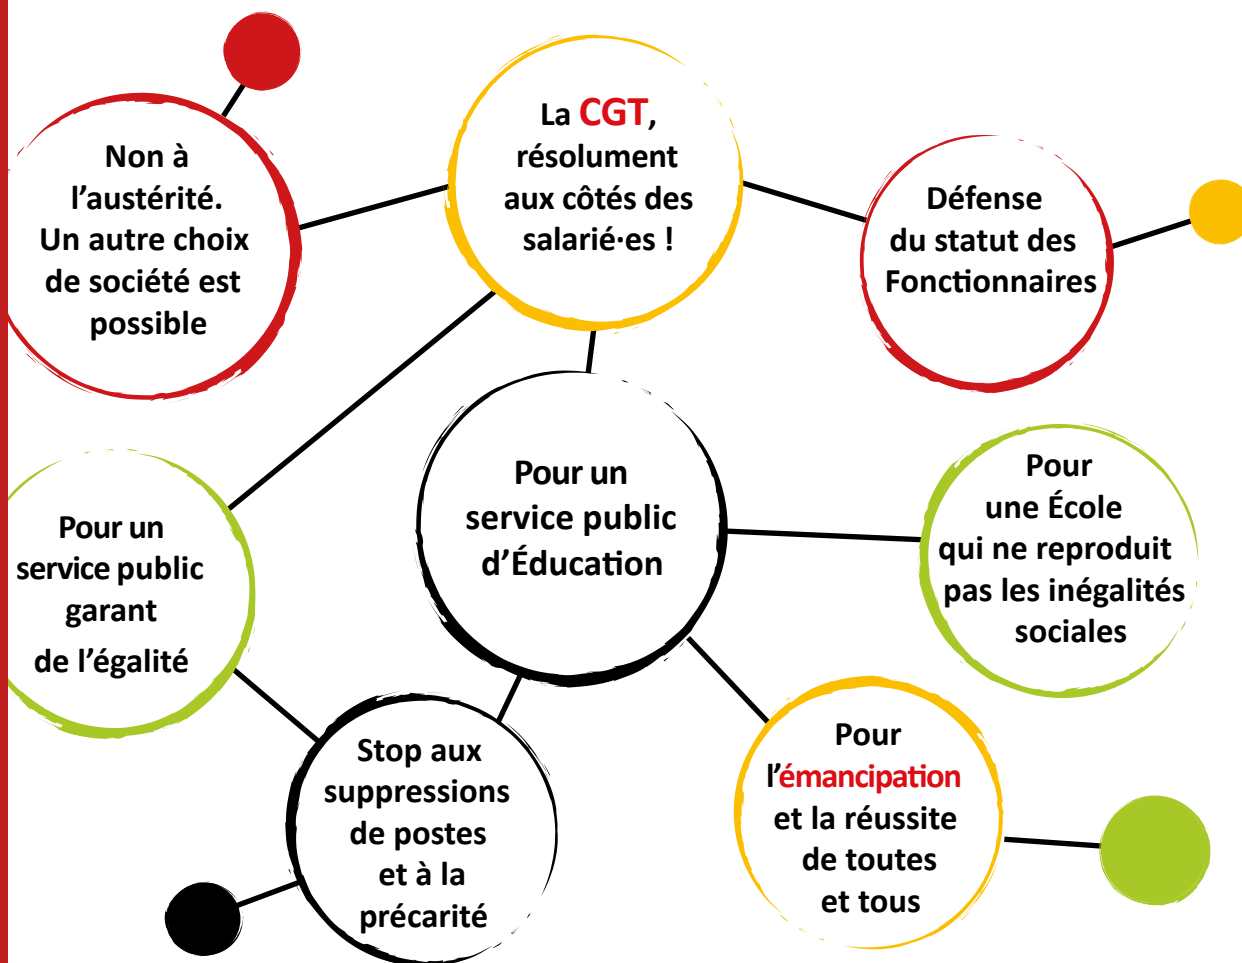 La CGT,
résolument
aux côtés des
salarié·es !
Non à
l’austérité.
Un autre choix
de société est
possible
Défense
du statut des
Fonctionnaires
Pour un
service public
d’Éducation
Pour
une École
qui ne reproduit
pas les inégalités
sociales
Pour un
service public
garant
de l’égalité
Stop aux
suppressions
de postes
et à la
précarité
Pour
l’émancipation
et la réussite
de toutes
et tous